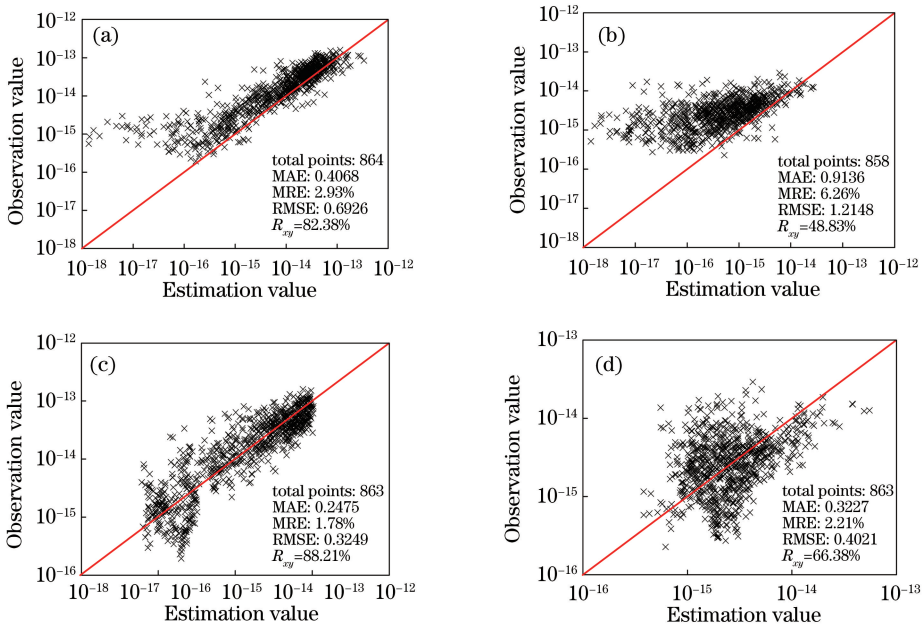 (a)
Observation value
10⁻¹²
10⁻¹³
10⁻¹⁴
10⁻¹⁵
10⁻¹⁶
10⁻¹⁷
10⁻¹⁸
total points: 864
MAE: 0.4068
MRE: 2.93%
RMSE: 0.6926
Rxy=82.38%
10⁻¹⁸ 10⁻¹⁷ 10⁻¹⁶ 10⁻¹⁵ 10⁻¹⁴ 10⁻¹³ 10⁻¹²
Estimation value
(b)
Observation value
10⁻¹²
10⁻¹³
10⁻¹⁴
10⁻¹⁵
10⁻¹⁶
10⁻¹⁷
10⁻¹⁸
total points: 858
MAE: 0.9136
MRE: 6.26%
RMSE: 1.2148
Rxy=48.83%
10⁻¹⁸ 10⁻¹⁷ 10⁻¹⁶ 10⁻¹⁵ 10⁻¹⁴ 10⁻¹³ 10⁻¹²
Estimation value
(c)
Observation value
10⁻¹²
10⁻¹³
10⁻¹⁴
10⁻¹⁵
10⁻¹⁶
total points: 863
MAE: 0.2475
MRE: 1.78%
RMSE: 0.3249
Rxy=88.21%
10⁻¹⁸ 10⁻¹⁷ 10⁻¹⁶ 10⁻¹⁵ 10⁻¹⁴ 10⁻¹³ 10⁻¹²
Estimation value
(d)
Observation value
10⁻¹³
10⁻¹⁴
10⁻¹⁵
10⁻¹⁶
total points: 863
MAE: 0.3227
MRE: 2.21%
RMSE: 0.4021
Rxy=66.38%
10⁻¹⁶ 10⁻¹⁵ 10⁻¹⁴ 10⁻¹³
Estimation value